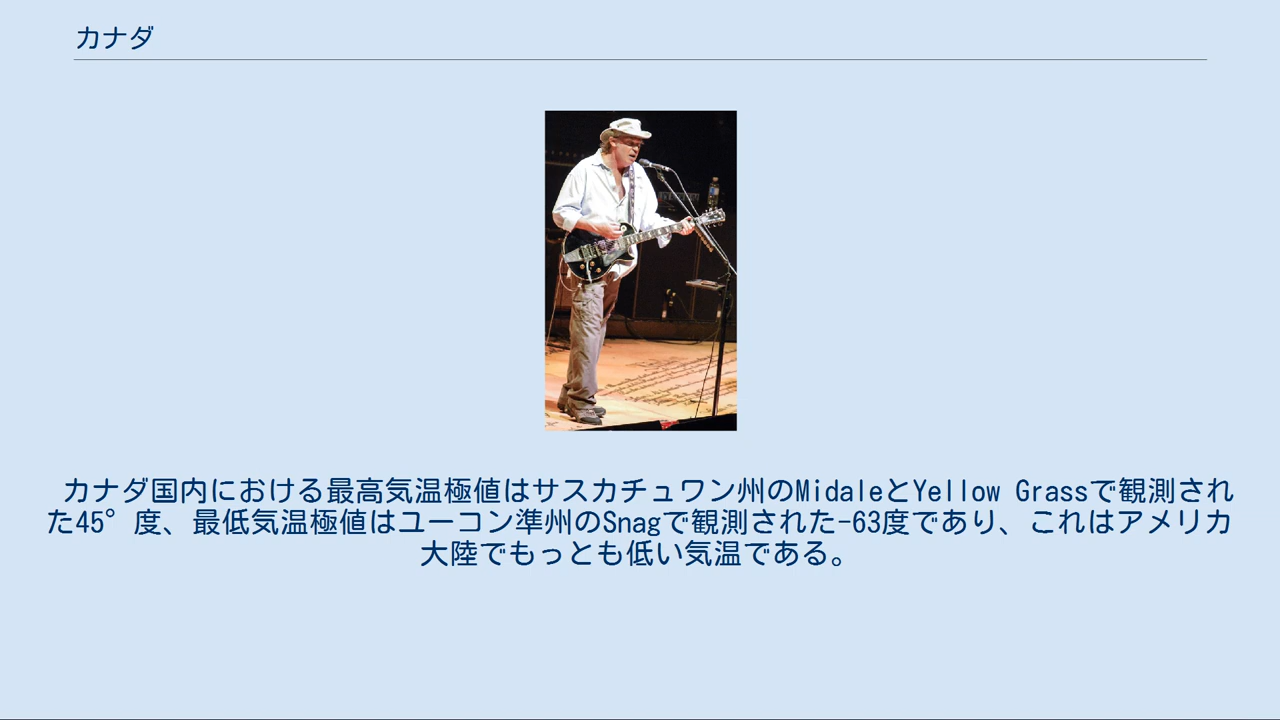 カナダ
カナダ国内における最高気温極値はサスカチュワン州のMidaleとYellow Grassで観測され
た45°度、最低気温極値はユーコン準州のSnagで観測された-63度であり、これはアメリカ
大陸でもっとも低い気温である。